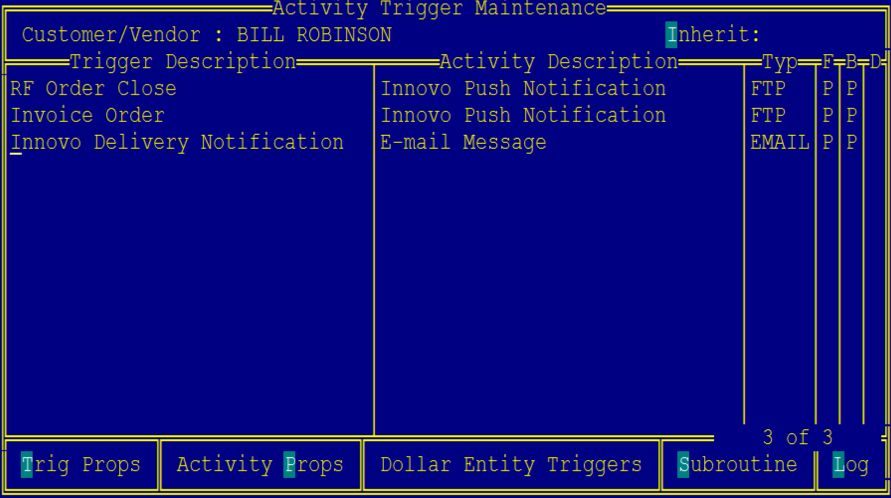 Activity Trigger Maintenance
Customer/Vendor : BILL ROBINSON Inherit:
Trigger Description Activity Description Typ F B D
RF Order Close Innovo Push Notification FTP P P
Invoice Order Innovo Push Notification FTP P P
Innovo Delivery Notification E-mail Message EMAIL P P
3 of 3
Trig Props Activity Props Dollar Entity Triggers Subroutine Log